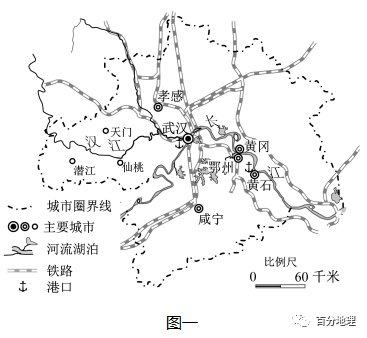 孝感
天门
武汉
长
汉
江
黄冈
鄂州
潜江
仙桃
黄石
江
咸宁
城市圈界线
主要城市
河流湖泊
铁路
港口
比例尺
0 60 千米
百分地理
图一